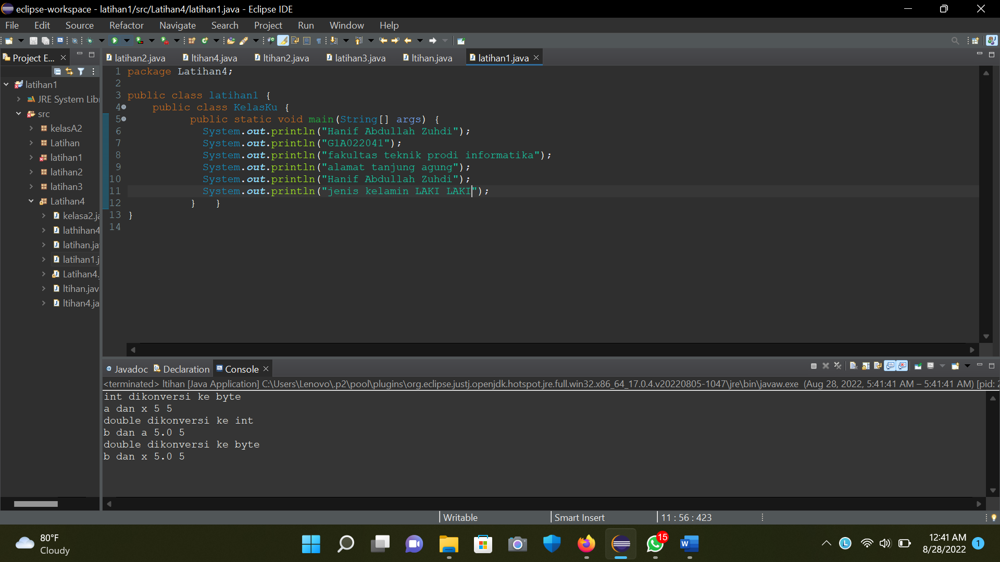 eclipse-workspace - latihan1/src/Latihan4/latihan1.java - Eclipse IDE
File Edit Source Refactor Navigate Search Project Run Window Help
Project E...
latihan2.java ltihan4.java ltihan2.java latihan3.java ltihan.java latihan1.java
latihan1
JRE System Libr
src
kelasA2
Latihan
latihan1
latihan2
latihan3
Latihan4
kelasa2.ja
lathihan4
latihan.ja
latihan1.j
Latihan4.
ltihan.jav
ltihan4.ja
1 package Latihan4;
2
3 public class latihan1 {
4 public class KelasKu {
5 public static void main(String[] args) {
6 System.out.println("Hanif Abdullah Zuhdi");
7 System.out.println("G1A022041");
8 System.out.println("fakultas teknik prodi informatika");
9 System.out.println("alamat tanjung agung");
10 System.out.println("Hanif Abdullah Zuhdi");
11 System.out.println("jenis kelamin LAKI LAKI");
12 } }
13 }
14
Javadoc Declaration Console
<terminated> ltihan [Java Application] C:\Users\Lenovo\.p2\pool\plugins\org.eclipse.justj.openjdk.hotspot.jre.full.win32.x86_64_17.0.4.v20220805-1047\jre\bin\javaw.exe (Aug 28, 2022, 5:41:41 AM – 5:41:41 AM) [pid: 2
int dikonversi ke byte
a dan x 5 5
double dikonversi ke int
b dan a 5.0 5
double dikonversi ke byte
b dan x 5.0 5
Writable Smart Insert 11 : 56 : 423
80°F
Cloudy
15
L
W
12:41 AM
8/28/2022
1